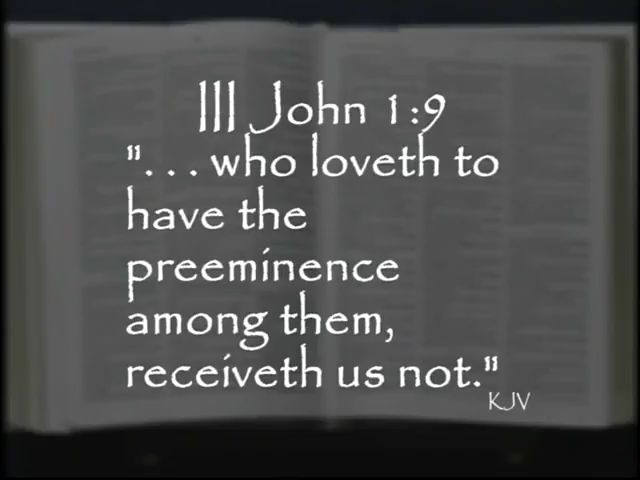 III John 1:9
". . . who loveth to
have the
preeminence
among them,
receiveth us not."
KJV